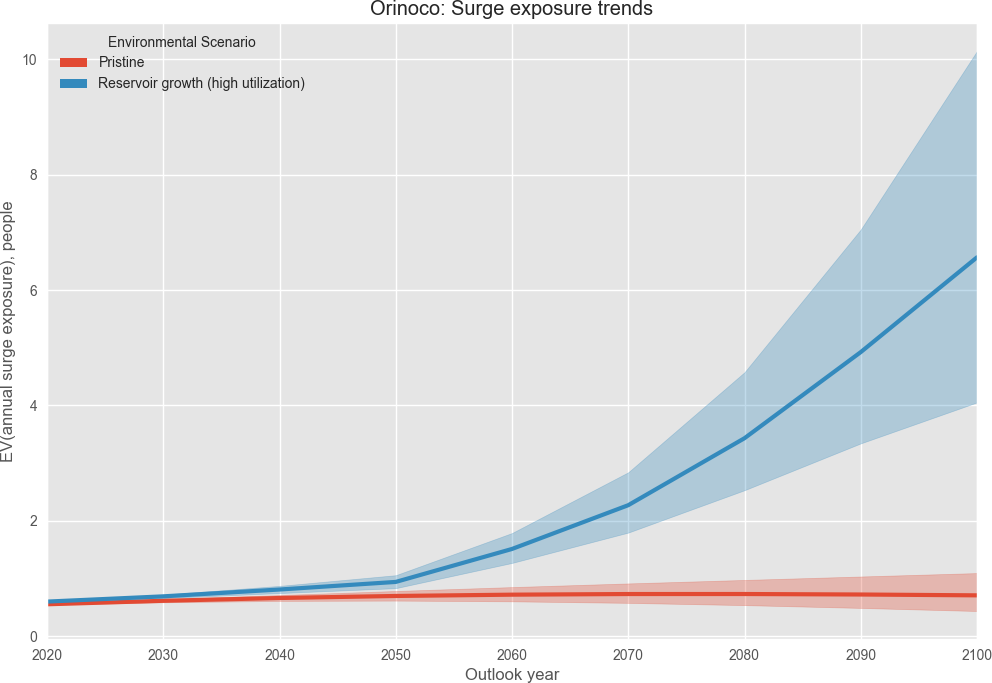 Orinoco: Surge exposure trends
Environmental Scenario
Pristine
Reservoir growth (high utilization)
EV(annual surge exposure), people
10
8
6
4
2
0
2020 2030 2040 2050 2060 2070 2080 2090 2100
Outlook year